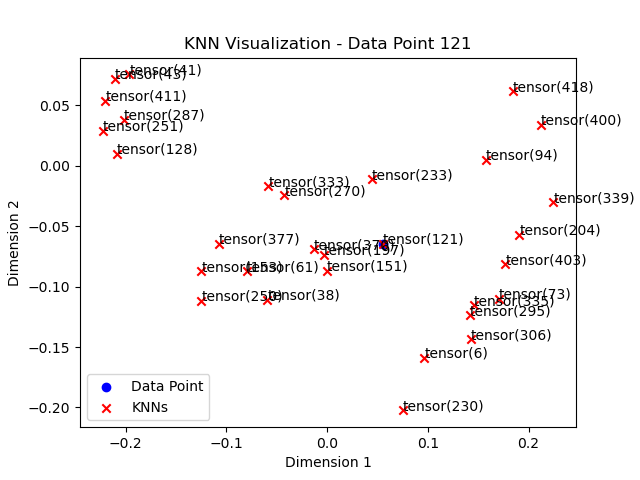 KNN Visualization - Data Point 121
tensor(41)
tensor(43)
tensor(418)
tensor(411)
tensor(287)
tensor(400)
tensor(251)
tensor(128)
tensor(94)
tensor(233)
tensor(333)
tensor(270)
tensor(339)
tensor(204)
tensor(377)
tensor(121)
tensor(197)
tensor(153)
tensor(61)
tensor(151)
tensor(403)
tensor(38)
tensor(73)
tensor(335)
tensor(295)
tensor(306)
tensor(6)
tensor(230)
0.05
0.00
−0.05
−0.10
−0.15
−0.20
Dimension 2
Data Point
KNNs
−0.2 −0.1 0.0 0.1 0.2
Dimension 1